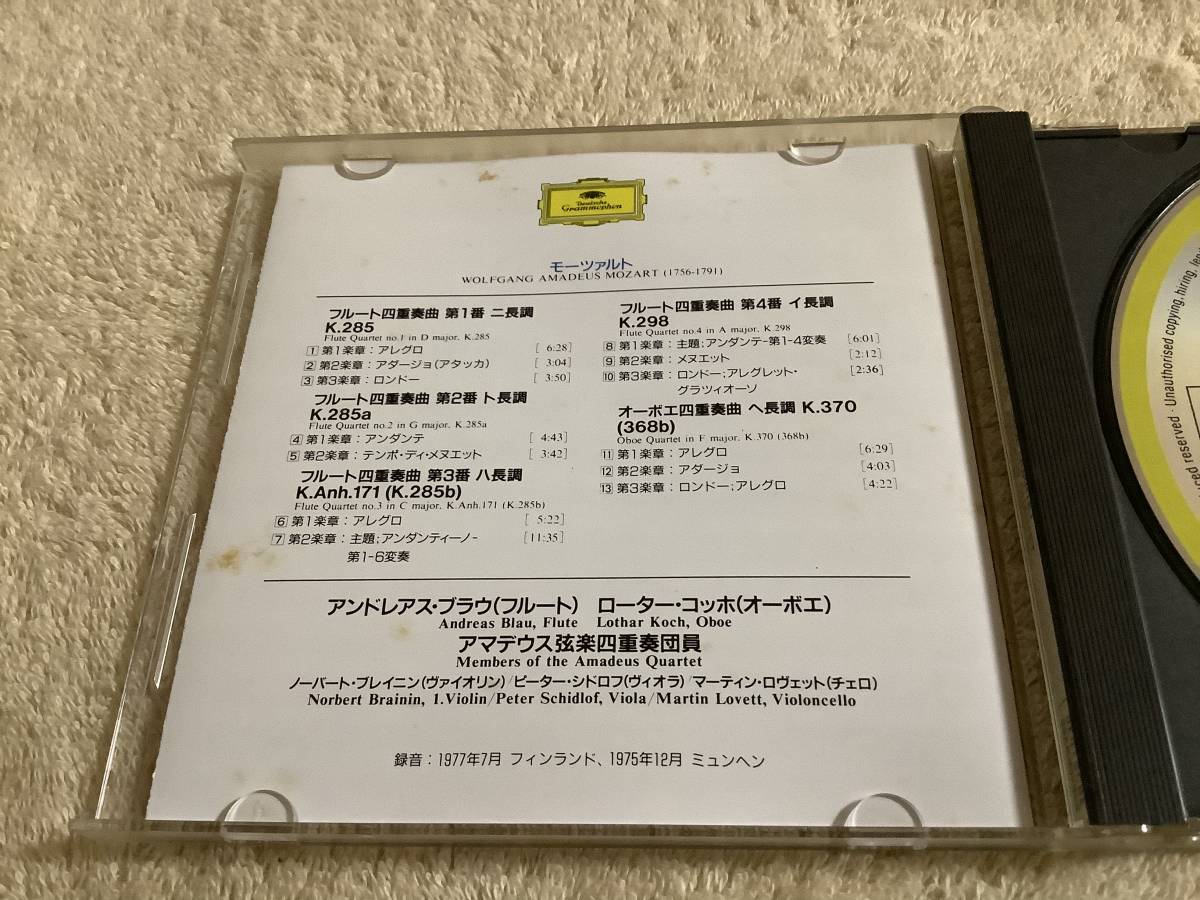 Deutsche
Grammophon
モーツァルト
WOLFGANG AMADEUS MOZART (1756-1791)
フルート四重奏曲 第1番 ニ長調
K.285
Flute Quartet no.1 in D major. K.285
1 第1楽章：アレグロ [ 6:28]
2 第2楽章：アダージョ(アタッカ) [ 3:04]
3 第3楽章：ロンドー [ 3:50]
フルート四重奏曲 第2番 ト長調
K.285a
Flute Quartet no.2 in G major. K.285a
4 第1楽章：アンダンテ [ 4:43]
5 第2楽章：テンポ・ディ・メヌエット [ 3:42]
フルート四重奏曲 第3番 ハ長調
K.Anh.171 (K.285b)
Flute Quartet no.3 in C major. K.Anh.171 (K.285b)
6 第1楽章：アレグロ [ 5:22]
7 第2楽章：主題；アンダンティーノ-　[11:35]
第1-6変奏
フルート四重奏曲 第4番 イ長調
K.298
Flute Quartet no.4 in A major. K.298
8 第1楽章：主題；アンダンテ-第1-4変奏 [6:01]
9 第2楽章：メヌエット [2:12]
10 第3楽章：ロンドー；アレグレット・ [2:36]
グラツィオーソ
オーボエ四重奏曲 ヘ長調 K.370
(368b)
Oboe Quartet in F major. K.370 (368b)
11 第1楽章：アレグロ [6:29]
12 第2楽章：アダージョ [4:03]
13 第3楽章：ロンドー；アレグロ [4:22]
アンドレアス・ブラウ(フルート) ローター・コッホ(オーボエ)
Andreas Blau, Flute Lothar Koch, Oboe
アマデウス弦楽四重奏団員
Members of the Amadeus Quartet
ノーバート・ブレイニン(ヴァイオリン)/ピーター・シドロフ(ヴィオラ)/マーティン・ロヴェット(チェロ)
Norbert Brainin, 1.Violin/Peter Schidlof, Viola/Martin Lovett, Violoncello
録音：1977年7月 フィンランド、1975年12月 ミュンヘン
reserved · Unauthorised copying, hiring,